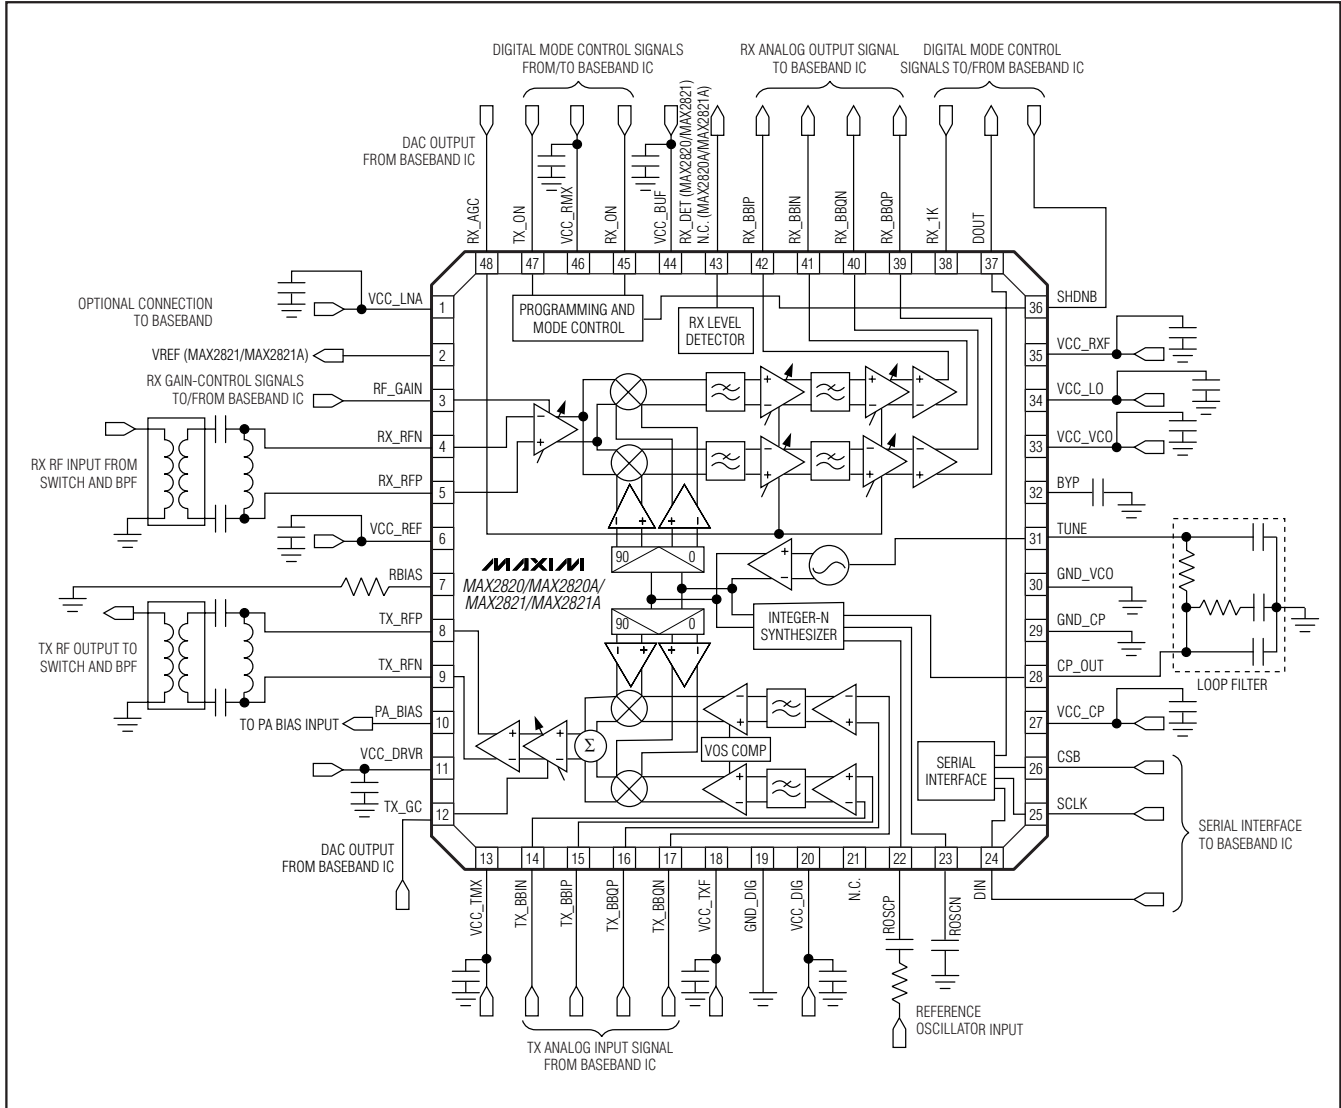 DIGITAL MODE CONTROL SIGNALS
FROM/TO BASEBAND IC
RX ANALOG OUTPUT SIGNAL
TO BASEBAND IC
DIGITAL MODE CONTROL
SIGNALS TO/FROM BASEBAND IC
DAC OUTPUT
FROM BASEBAND IC
RX_AGC
TX_ON
VCC_RMX
RX_ON
VCC_BUF
RX_DET (MAX2820/MAX2821)
N.C. (MAX2820A/MAX2821A)
RX_BBIP
RX_BBIN
RX_BBQN
RX_BBQP
RX_1K
DOUT
48
47
46
45
44
43
42
41
40
39
38
37
OPTIONAL CONNECTION
TO BASEBAND
VCC_LNA
1
VREF (MAX2821/MAX2821A)
2
RX GAIN-CONTROL SIGNALS
TO/FROM BASEBAND IC
RF_GAIN
3
RX_RFN
4
RX RF INPUT FROM
SWITCH AND BPF
RX_RFP
5
VCC_REF
6
RBIAS
7
TX_RFP
8
TX RF OUTPUT TO
SWITCH AND BPF
TX_RFN
9
TO PA BIAS INPUT
PA_BIAS
10
VCC_DRVR
11
TX_GC
12
DAC OUTPUT
FROM BASEBAND IC
PROGRAMMING AND
MODE CONTROL
RX LEVEL
DETECTOR
+
−
+
−
+
−
−
+
+
−
+
−
+
−
− + − +
90 0
MAXIM
MAX2820/MAX2820A/
MAX2821/MAX2821A
+
−
90 0
− + − +
INTEGER-N
SYNTHESIZER
−
+
−
+
+
−
+
−
Σ
VOS COMP
+
−
+
−
SERIAL
INTERFACE
SHDNB
36
VCC_RXF
35
VCC_LO
34
VCC_VCO
33
BYP
32
TUNE
31
GND_VCO
30
GND_CP
29
CP_OUT
28
LOOP FILTER
VCC_CP
27
CSB
26
SCLK
25
SERIAL INTERFACE
TO BASEBAND IC
13
14
15
16
17
18
19
20
21
22
23
24
VCC_TMX
TX_BBIN
TX_BBIP
TX_BBQP
TX_BBQN
VCC_TXF
GND_DIG
VCC_DIG
N.C.
ROSCP
ROSCN
DIN
TX ANALOG INPUT SIGNAL
FROM BASEBAND IC
REFERENCE
OSCILLATOR INPUT